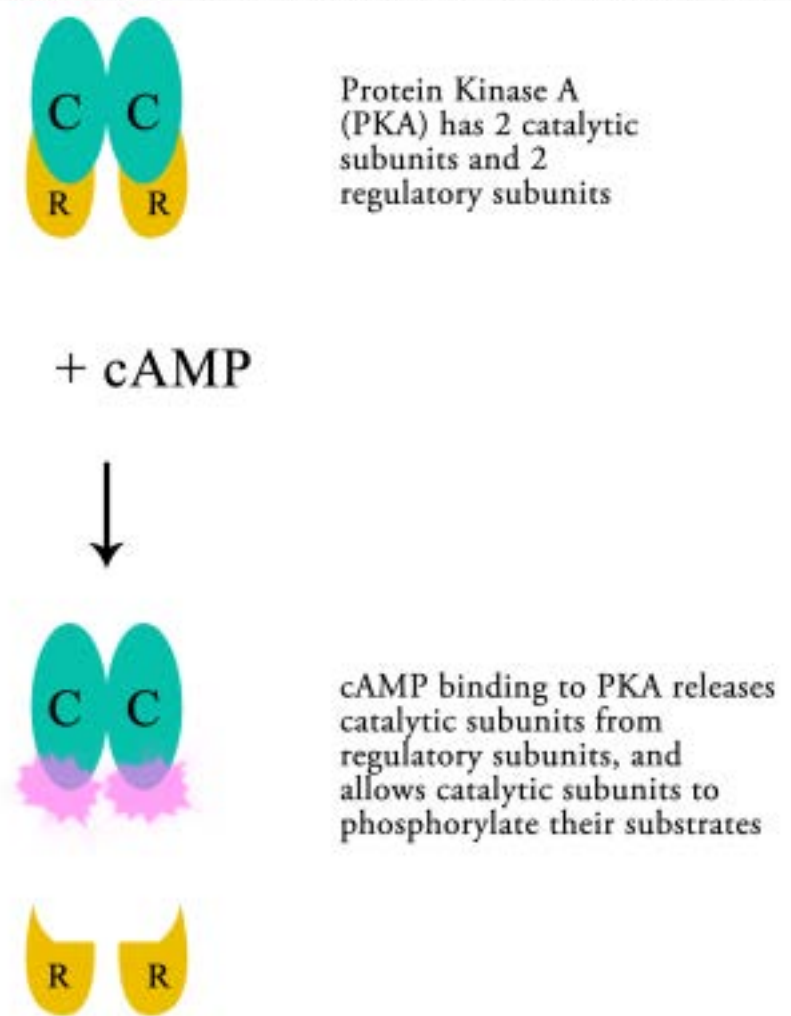 C C
R R
Protein Kinase A
(PKA) has 2 catalytic
subunits and 2
regulatory subunits
+ cAMP
C C
cAMP binding to PKA releases
catalytic subunits from
regulatory subunits, and
allows catalytic subunits to
phosphorylate their substrates
R R